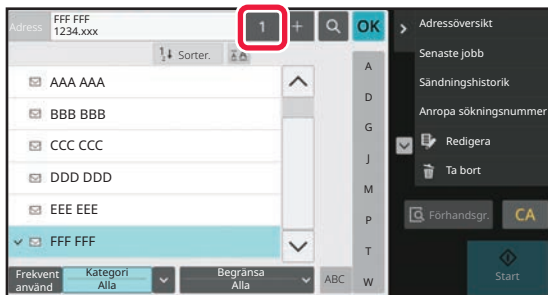 Adress
FFF FFF
1234.xxx
1
+
OK
Sorter.
AAA AAA
BBB BBB
CCC CCC
DDD DDD
EEE EEE
FFF FFF
A
D
G
J
M
P
T
W
Frekvent
använd
Kategori
Alla
Begränsa
Alla
ABC
Adressöversikt
Senaste jobb
Sändningshistorik
Anropa sökningsnummer
Redigera
Ta bort
Förhandsgr.
CA
Start